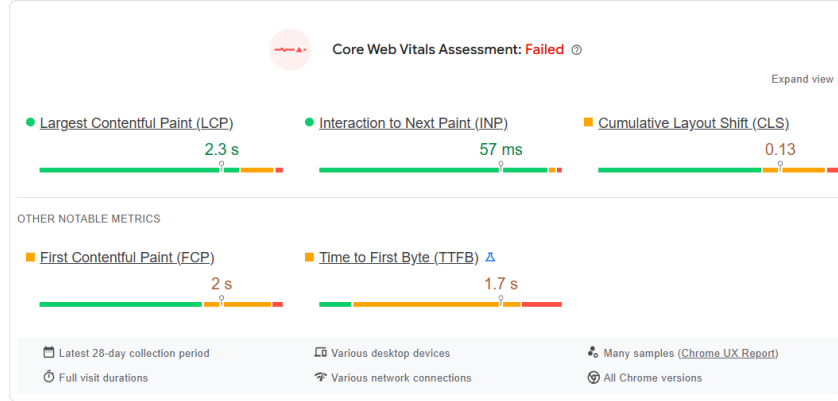 Core Web Vitals Assessment: Failed
Expand view
Largest Contentful Paint (LCP) Interaction to Next Paint (INP) Cumulative Layout Shift (CLS)
2.3 s 57 ms 0.13
OTHER NOTABLE METRICS
First Contentful Paint (FCP) Time to First Byte (TTFB)
2 s 1.7 s
Latest 28-day collection period Various desktop devices Many samples (Chrome UX Report)
Full visit durations Various network connections All Chrome versions